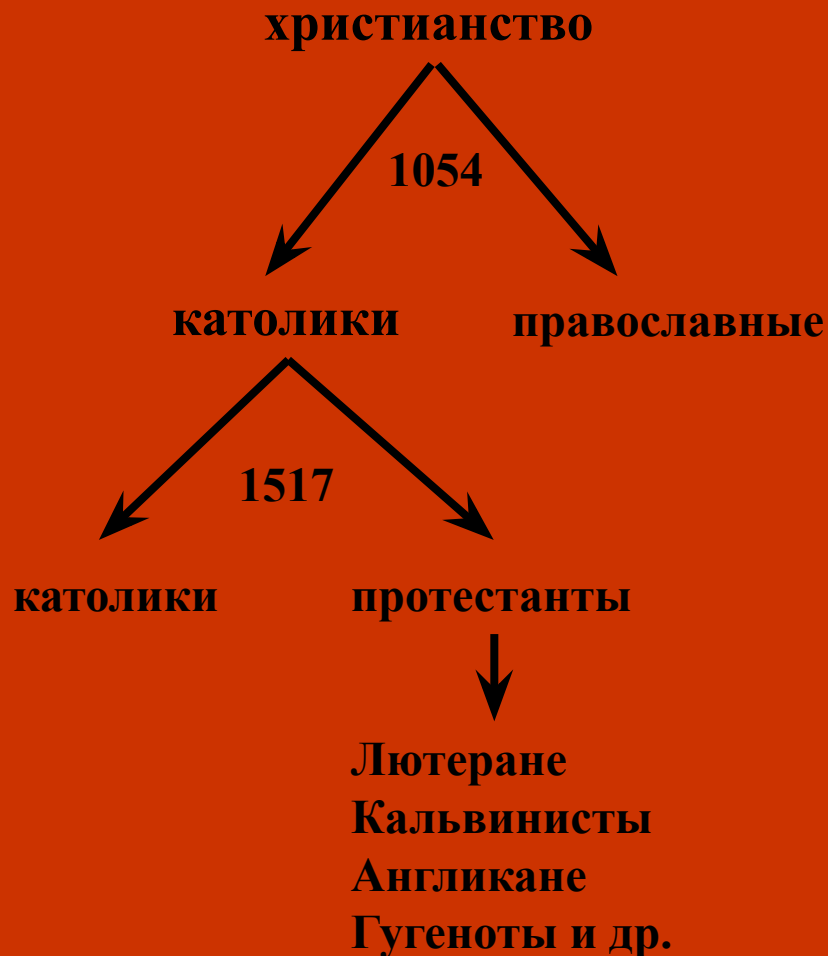 христианство
1054
католики
православные
1517
католики
протестанты
Лютеране
Кальвинисты
Англикане
Гугеноты и др.